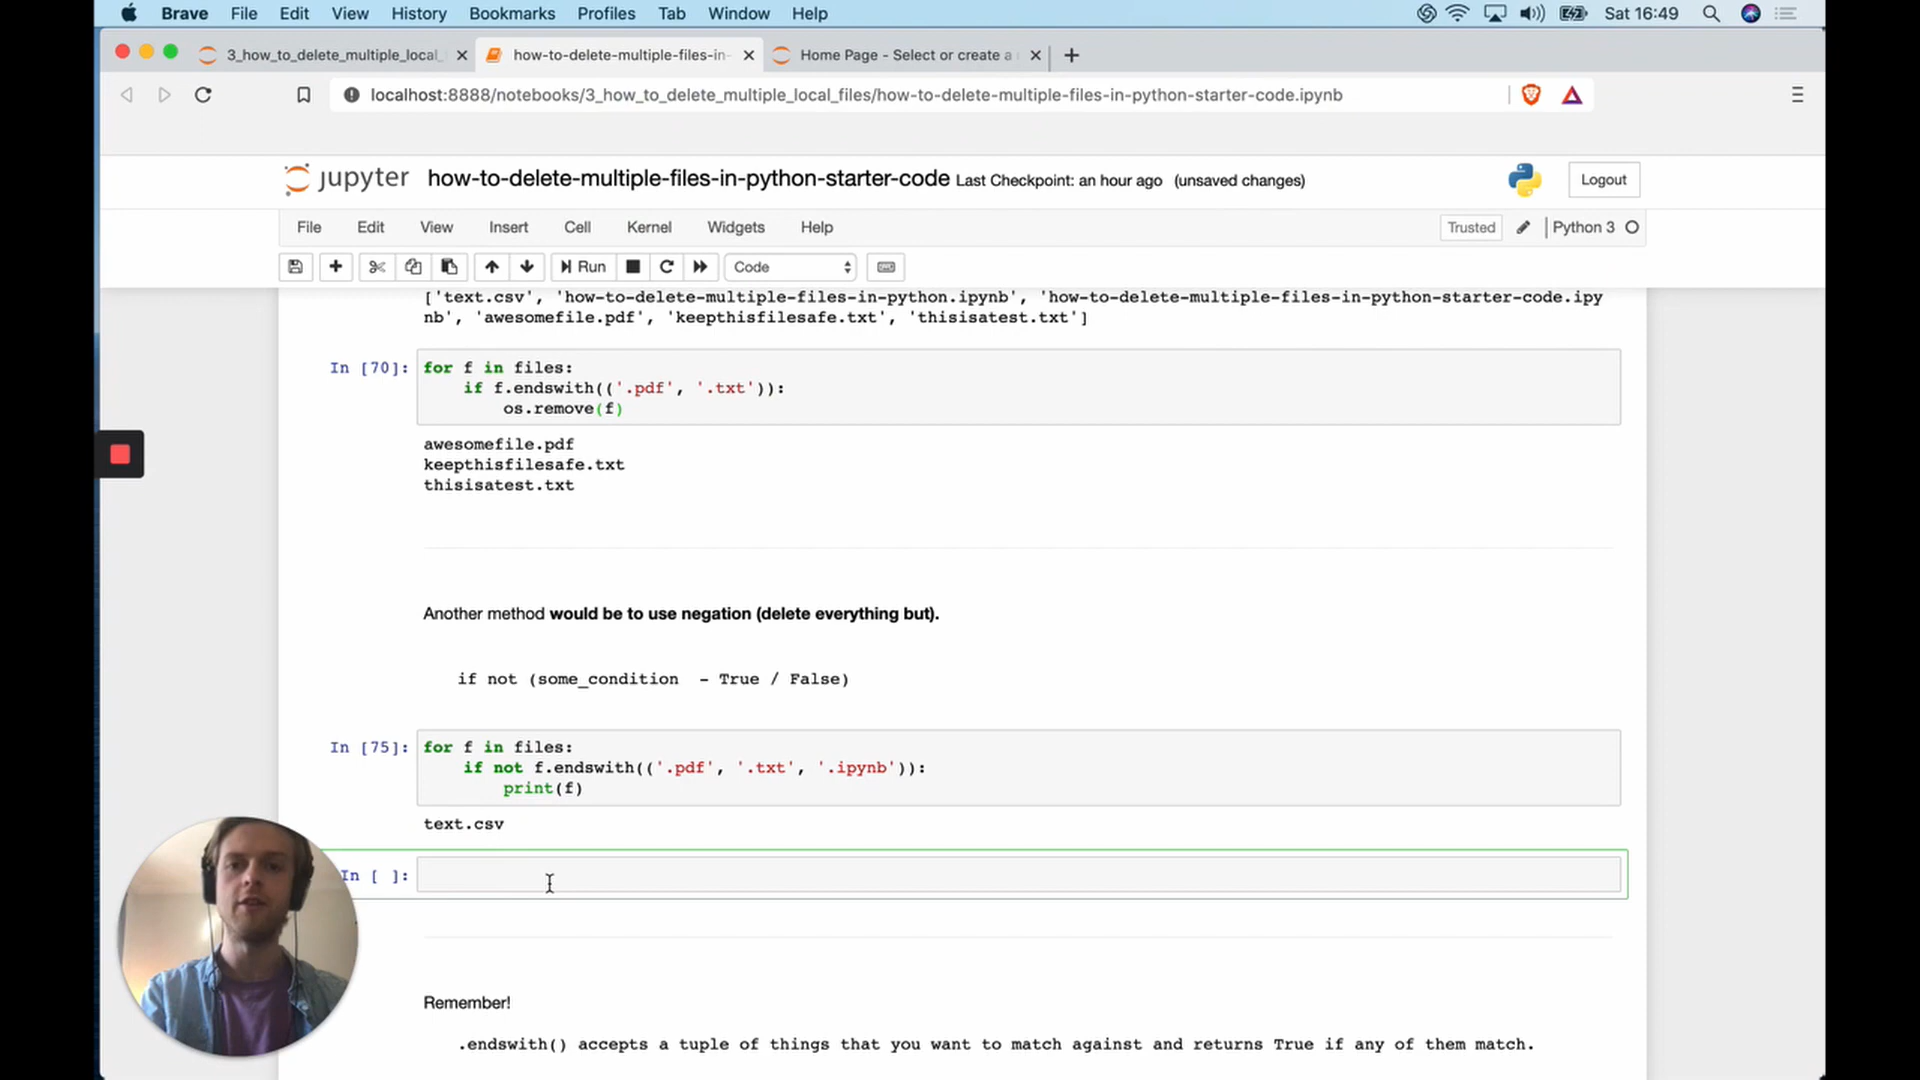 Brave File Edit View History Bookmarks Profiles Tab Window Help Sat 16:49
3_how_to_delete_multiple_local_ how-to-delete-multiple-files-in- Home Page - Select or create a
localhost:8888/notebooks/3_how_to_delete_multiple_local_files/how-to-delete-multiple-files-in-python-starter-code.ipynb
jupyter how-to-delete-multiple-files-in-python-starter-code Last Checkpoint: an hour ago (unsaved changes) Logout
File Edit View Insert Cell Kernel Widgets Help Trusted Python 3
Run Code
['text.csv', 'how-to-delete-multiple-files-in-python.ipynb', 'how-to-delete-multiple-files-in-python-starter-code.ipy
nb', 'awesomefile.pdf', 'keepthisfilesafe.txt', 'thisisatest.txt']
In [70]: for f in files:
if f.endswith(('.pdf', '.txt')):
os.remove(f)
awesomefile.pdf
keepthisfilesafe.txt
thisisatest.txt
Another method would be to use negation (delete everything but).
if not (some_condition - True / False)
In [75]: for f in files:
if not f.endswith(('.pdf', '.txt', '.ipynb')):
print(f)
text.csv
In [ ]:
Remember!
.endswith() accepts a tuple of things that you want to match against and returns True if any of them match.